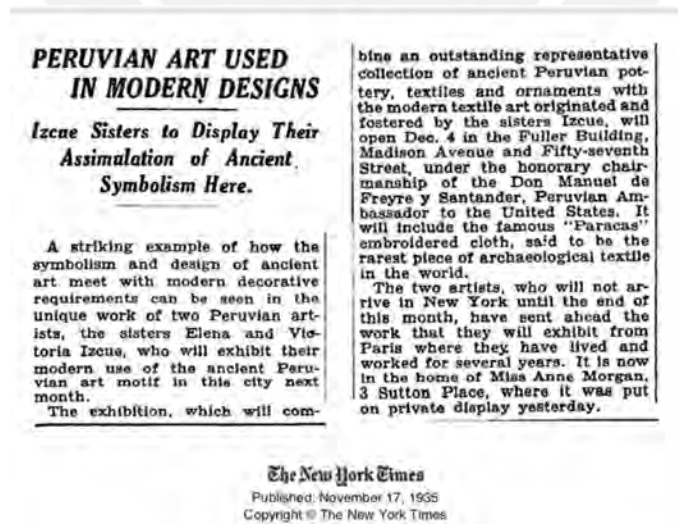 PERUVIAN ART USED
IN MODERN DESIGNS
Izcue Sisters to Display Their
Assimulation of Ancient
Symbolism Here.
A striking example of how the
symbolism and design of ancient
art meet with modern decorative
requirements can be seen in the
unique work of two Peruvian art-
ists, the sisters Elena and Vic-
toria Izcue, who will exhibit their
modern use of the ancient Peru-
vian art motif in this city next
month.
The exhibition, which will com-
bine an outstanding representative
collection of ancient Peruvian pot-
tery, textiles and ornaments with
the modern textile art originated and
fostered by the sisters Izcue, will
open Dec. 4 in the Fuller Building,
Madison Avenue and Fifty-seventh
Street, under the honorary chair-
manship of the Don Manuel de
Freyre y Santander, Peruvian Am-
bassador to the United States. It
will include the famous "Paracas"
embroidered cloth, said to be the
rarest piece of archaeological textile
in the world.
The two artists, who will not ar-
rive in New York until the end of
this month, have sent ahead the
work that they will exhibit from
Paris where they have lived and
worked for several years. It is now
in the home of Miss Anne Morgan,
3 Sutton Place, where it was put
on private display yesterday.
The New York Times
Published: November 17, 1935
Copyright © The New York Times